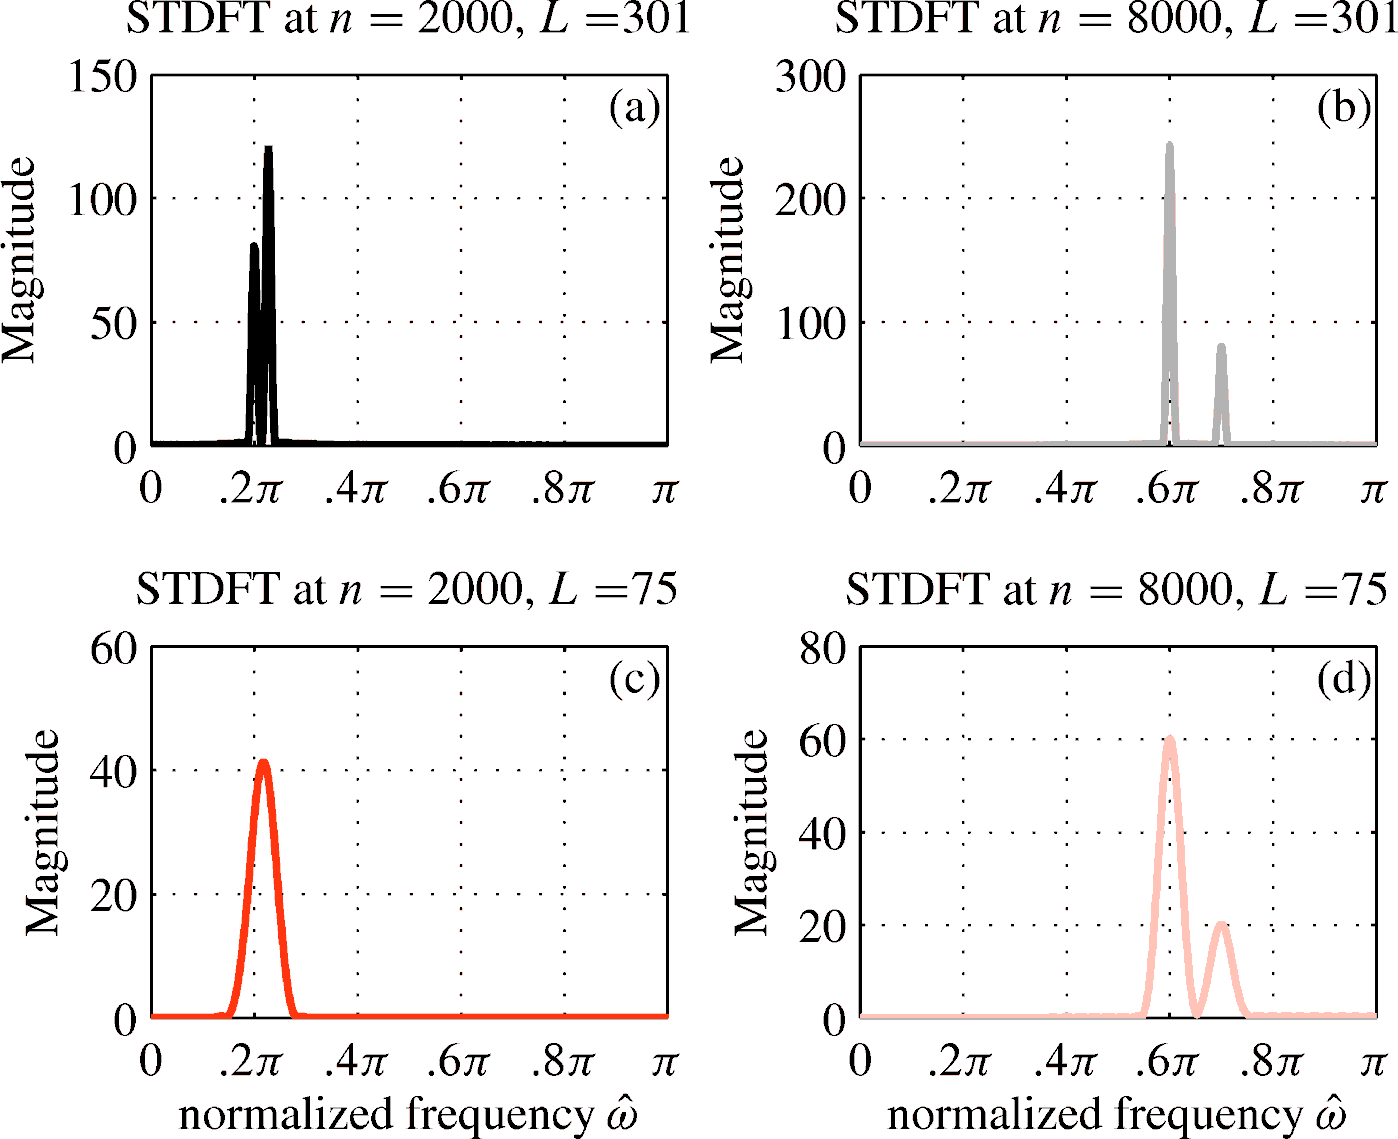 STDFT at n = 2000, L =301
STDFT at n = 8000, L =301
150
100
50
0
Magnitude
(a)
0 .2π .4π .6π .8π π
300
200
100
0
Magnitude
(b)
0 .2π .4π .6π .8π π
STDFT at n = 2000, L =75
STDFT at n = 8000, L =75
60
40
20
0
Magnitude
(c)
0 .2π .4π .6π .8π π
normalized frequency ω̂
80
60
40
20
0
Magnitude
(d)
0 .2π .4π .6π .8π π
normalized frequency ω̂